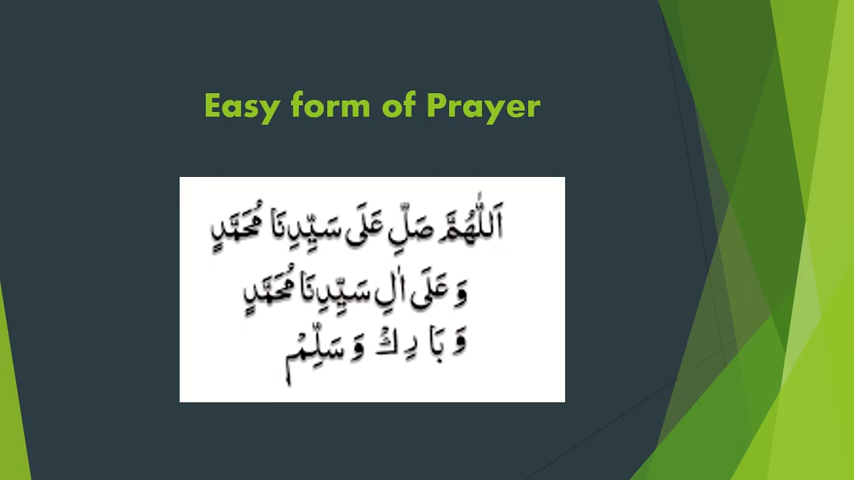 Easy form of Prayer
اَللّٰهُمَّ صَلِّ عَلَى سَيِّدِنَا مُحَمَّدٍ
وَ عَلَى اٰلِ سَيِّدِنَا مُحَمَّدٍ
وَ بَارِكْ وَ سَلِّمْ